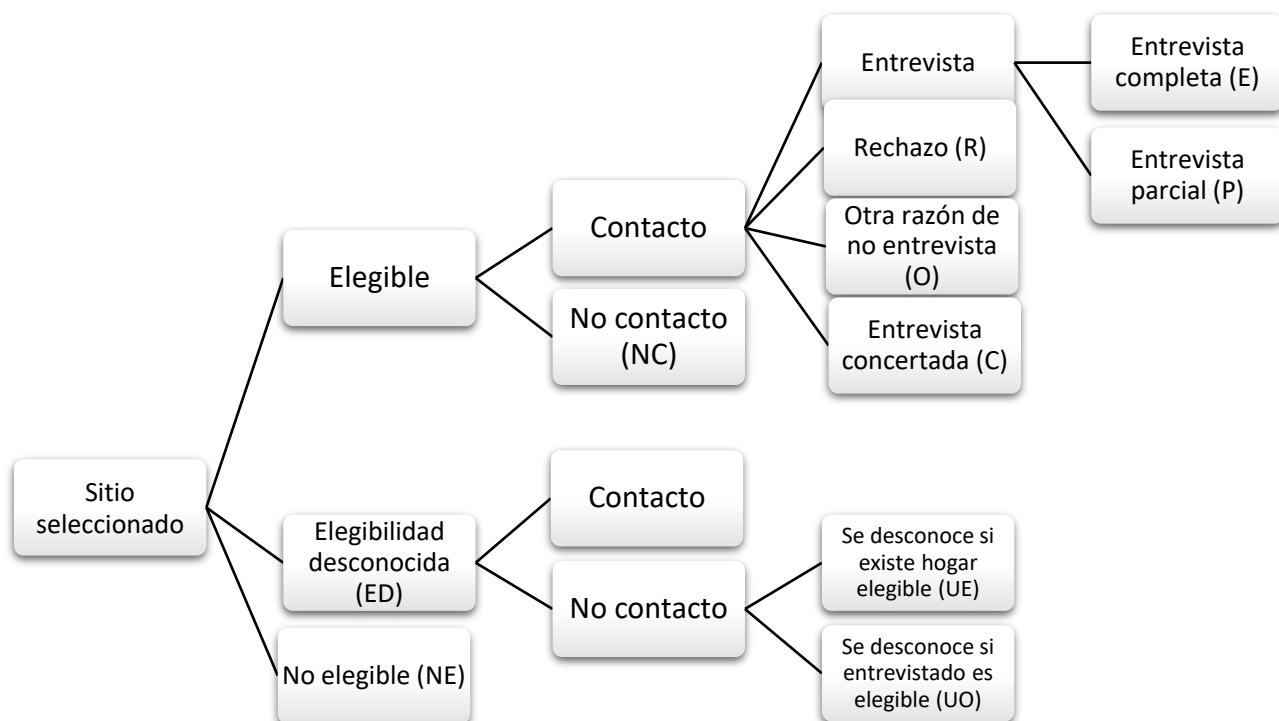 Entrevista
Entrevista
completa (E)
Rechazo (R)
Entrevista
parcial (P)
Contacto
Otra razón de
no entrevista
(O)
Elegible
No contacto
(NC)
Entrevista
concertada (C)
Sitio
seleccionado
Contacto
Elegibilidad
desconocida
(ED)
Se desconoce si
existe hogar
elegible (UE)
No contacto
No elegible (NE)
Se desconoce si
entrevistado es
elegible (UO)